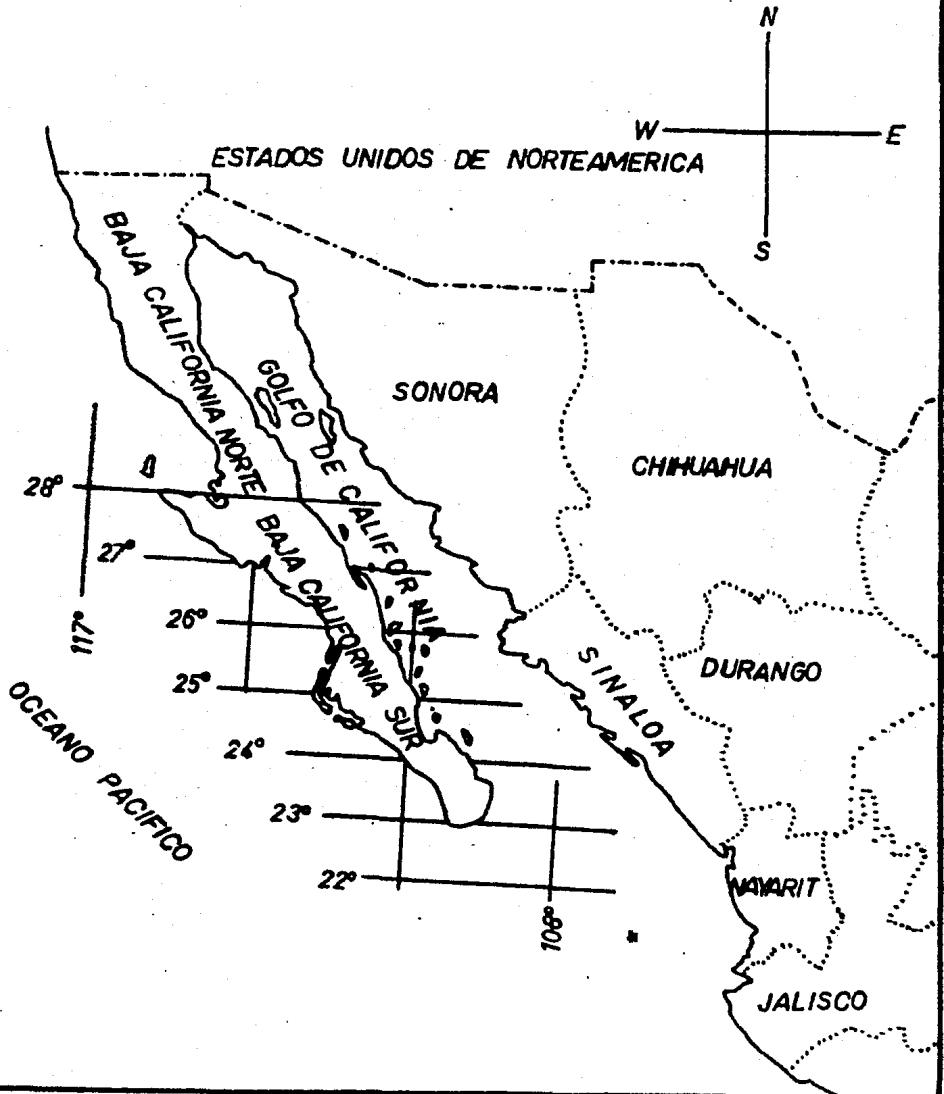 N
W E
S
ESTADOS UNIDOS DE NORTEAMERICA
BAJA CALIFORNIA NORTE
GOLFO DE CALIFORNIA
SONORA
CHIHUAHUA
28°
BAJA CALIFORNIA SUR
27°
117°
26°
25°
SINALOA
DURANGO
OCEANO PACIFICO
24°
23°
22°
NAYARIT
108°
*
JALISCO